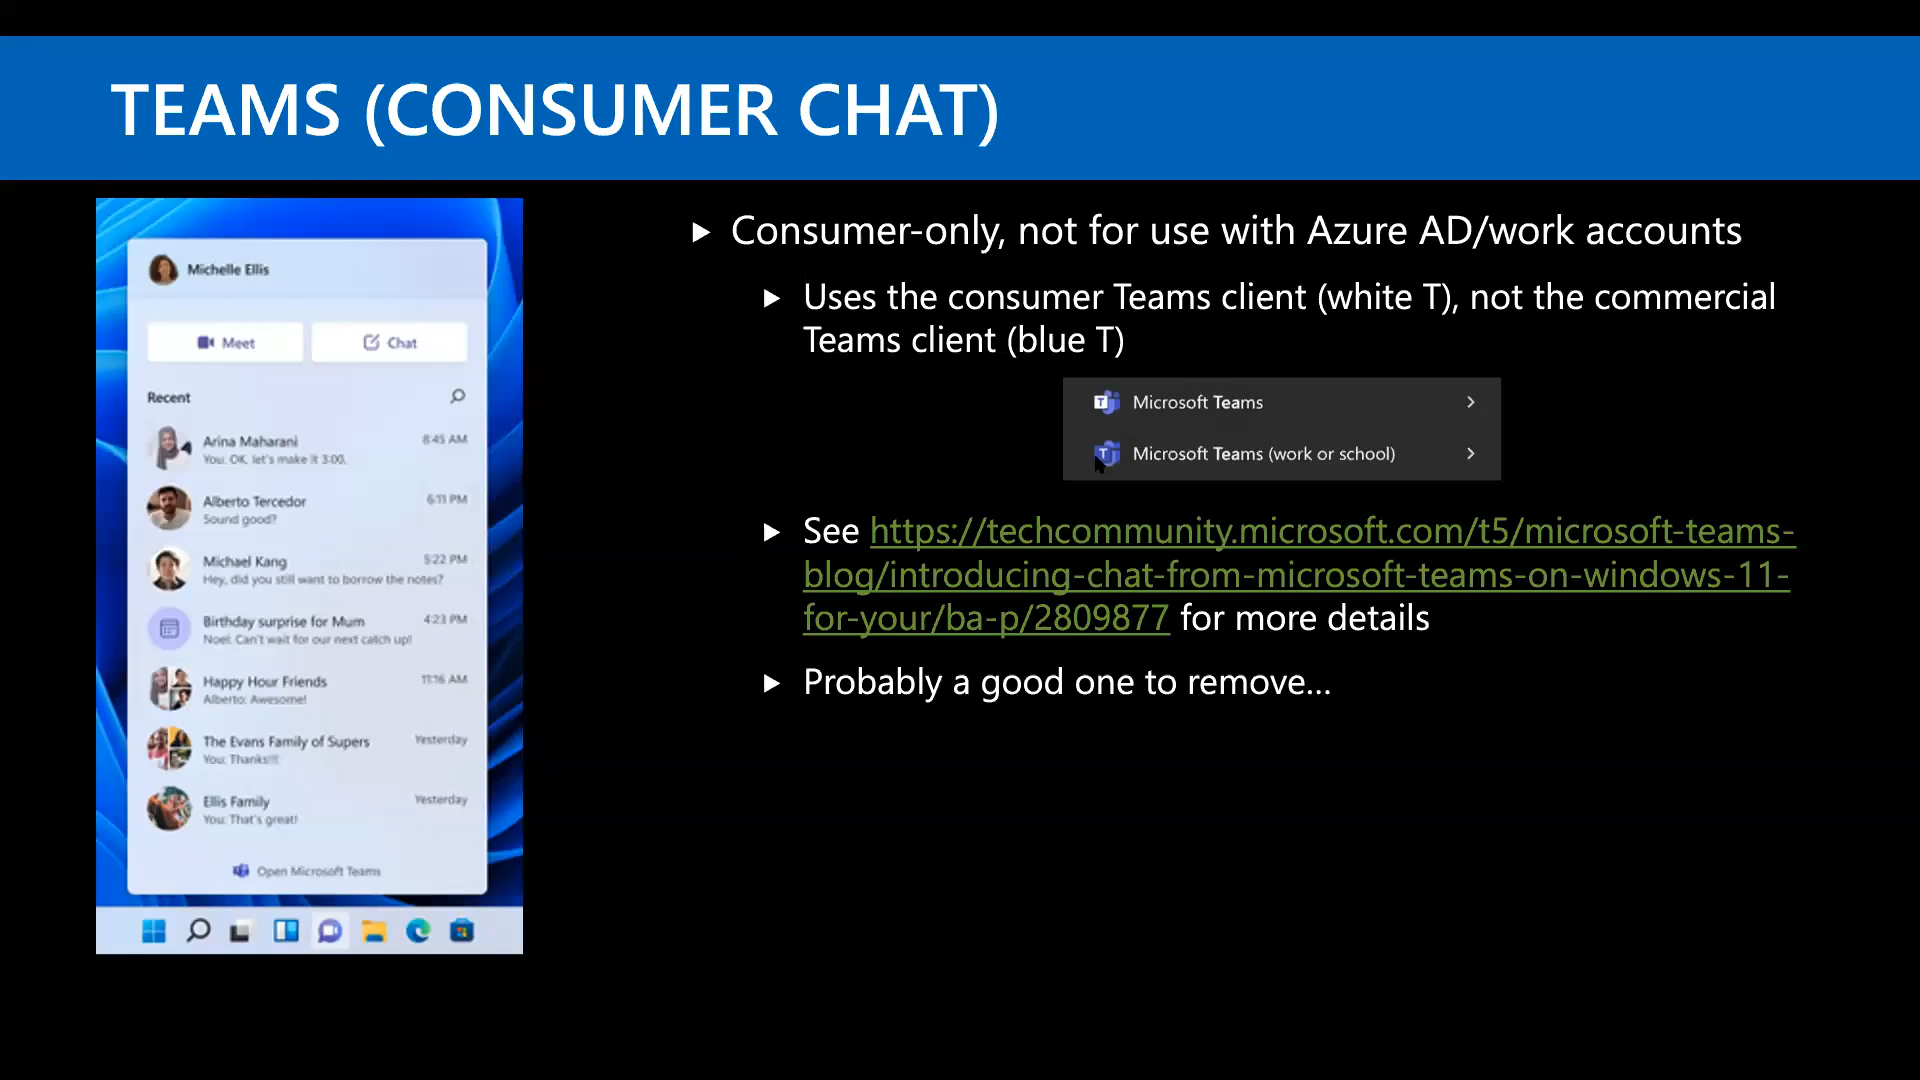 TEAMS (CONSUMER CHAT)
Michelle Ellis
Meet
Chat
Recent
Arina Maharani 8:45 AM
You: OK, let's make it 3:00.
Alberto Tercedor 6:11 PM
Sound good?
Michael Kang 5:22 PM
Hey, did you still want to borrow the notes?
Birthday surprise for Mum 4:23 PM
Noel: Can't wait for our next catch up!
Happy Hour Friends 11:16 AM
Alberto: Awesome!
The Evans Family of Supers Yesterday
You: Thanks!!!
Ellis Family Yesterday
You: That's great!
Open Microsoft Teams
Consumer-only, not for use with Azure AD/work accounts
Uses the consumer Teams client (white T), not the commercial
Teams client (blue T)
Microsoft Teams
Microsoft Teams (work or school)
See https://techcommunity.microsoft.com/t5/microsoft-teams-
blog/introducing-chat-from-microsoft-teams-on-windows-11-
for-your/ba-p/2809877 for more details
Probably a good one to remove...